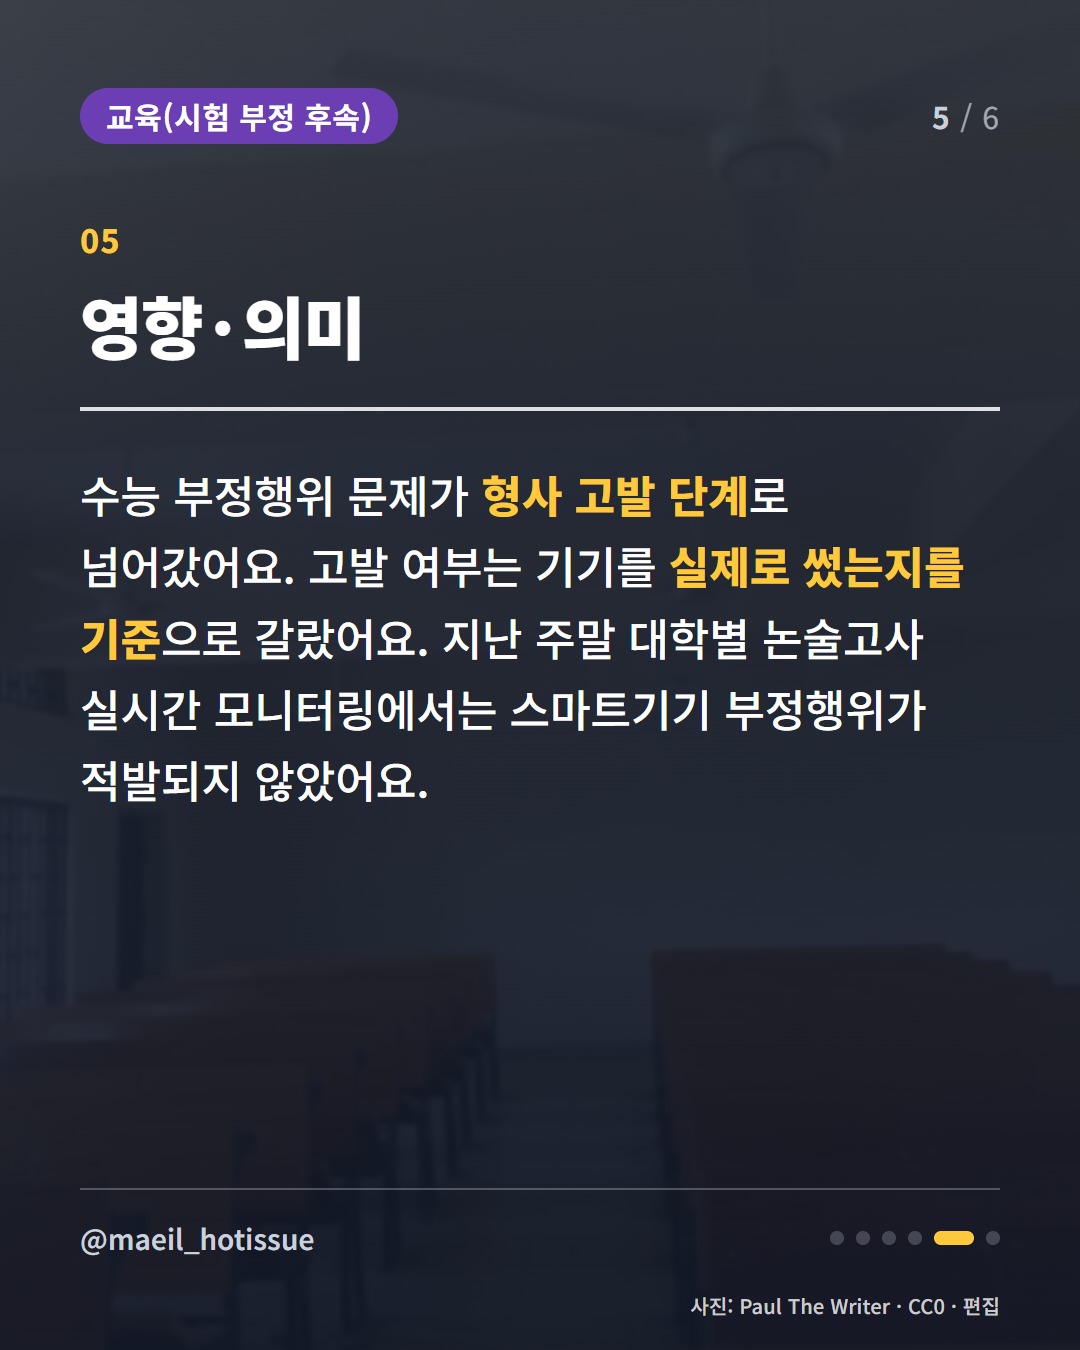 교육(시험 부정 후속)
5 / 6
05
영향·의미
수능 부정행위 문제가 형사 고발 단계로
넘어갔어요. 고발 여부는 기기를 실제로 썼는지를
기준으로 갈랐어요. 지난 주말 대학별 논술고사
실시간 모니터링에서는 스마트기기 부정행위가
적발되지 않았어요.
@maeil_hotissue
사진: Paul The Writer · CC0 · 편집